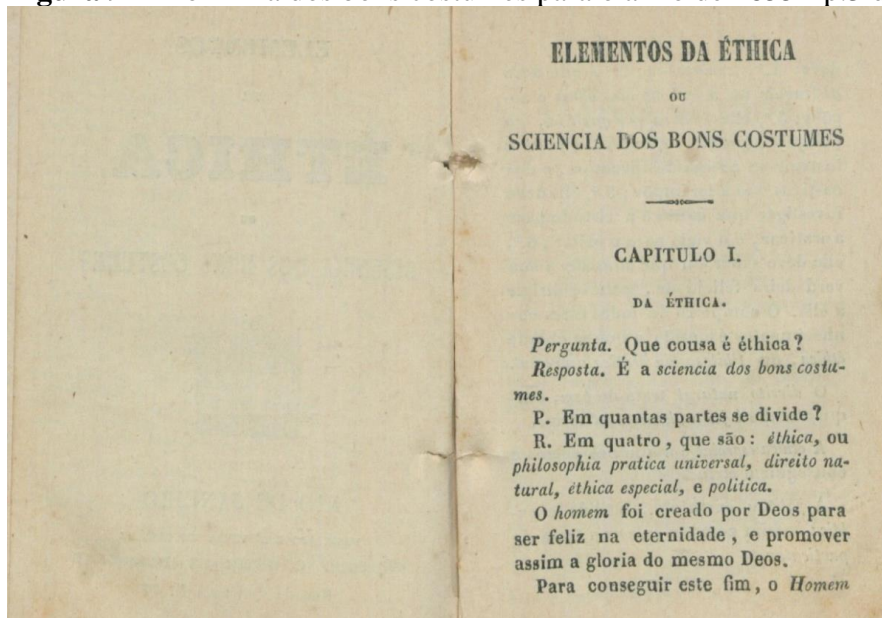 ELEMENTOS DA ÉTHICA
OU
SCIENCIA DOS BONS COSTUMES
CAPITULO I.
DA ÉTHICA.
Pergunta. Que cousa é éthica?
Resposta. É a sciencia dos bons costu-
mes.
P. Em quantas partes se divide?
R. Em quatro, que são: éthica, ou
philosophia pratica universal, direito na-
tural, éthica especial, e politica.
O homem foi creado por Deos para
ser feliz na eternidade, e promover
assim a gloria do mesmo Deos.
Para conseguir este fim, o Homem